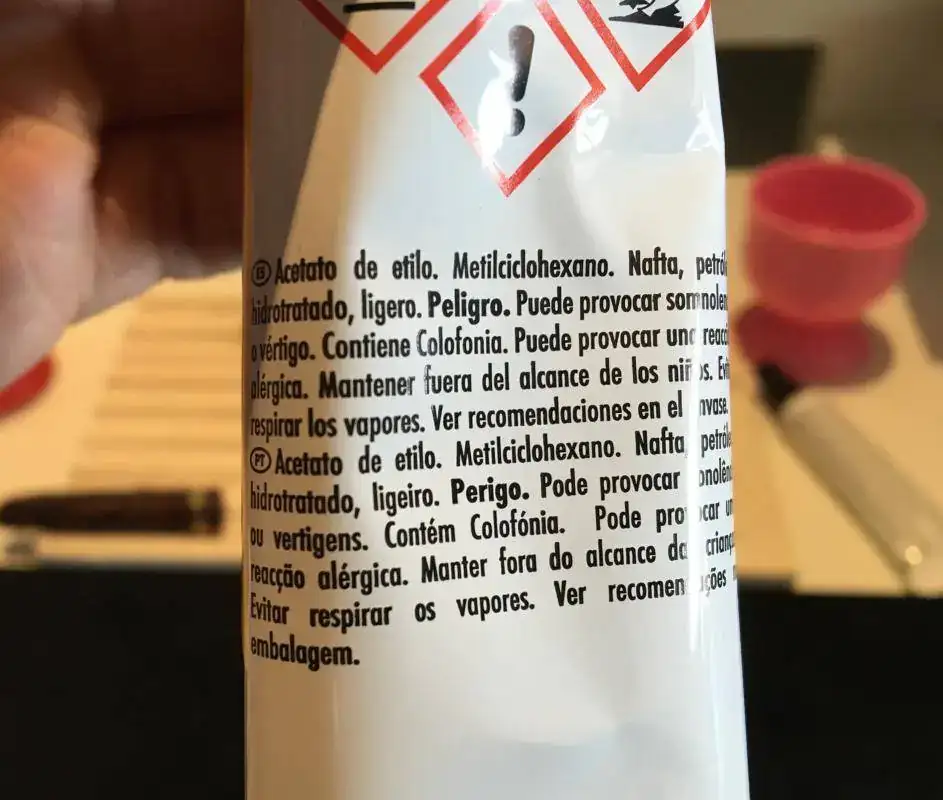 ES Acetato de etilo. Metilciclohexano. Nafta,
hidrotratado, ligero. Peligro. Puede provocar
o vértigo. Contiene Colofonia. Puede provocar una
alérgica. Mantener fuera del alcance de los
respirar los vapores. Ver recomendaciones en el
PT Acetato de etilo. Metilciclohexano. Nafta,
hidrotratado, ligeiro. Perigo. Pode provocar
ou vertigens. Contém Colofónia. Pode
reacção alérgica. Manter fora do alcance
Evitar respirar os vapores. Ver
embalagem.